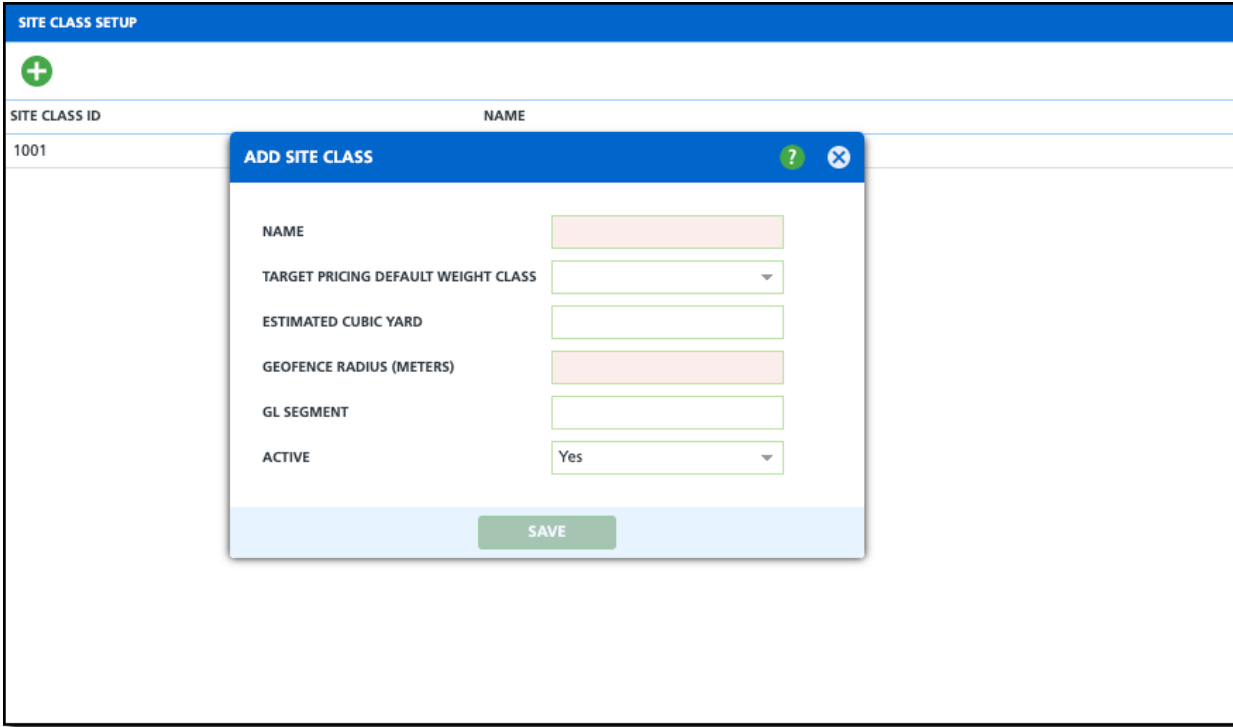 SITE CLASS SETUP
SITE CLASS ID NAME
1001
ADD SITE CLASS ?
NAME
TARGET PRICING DEFAULT WEIGHT CLASS
ESTIMATED CUBIC YARD
GEOFENCE RADIUS (METERS)
GL SEGMENT
ACTIVE Yes
SAVE